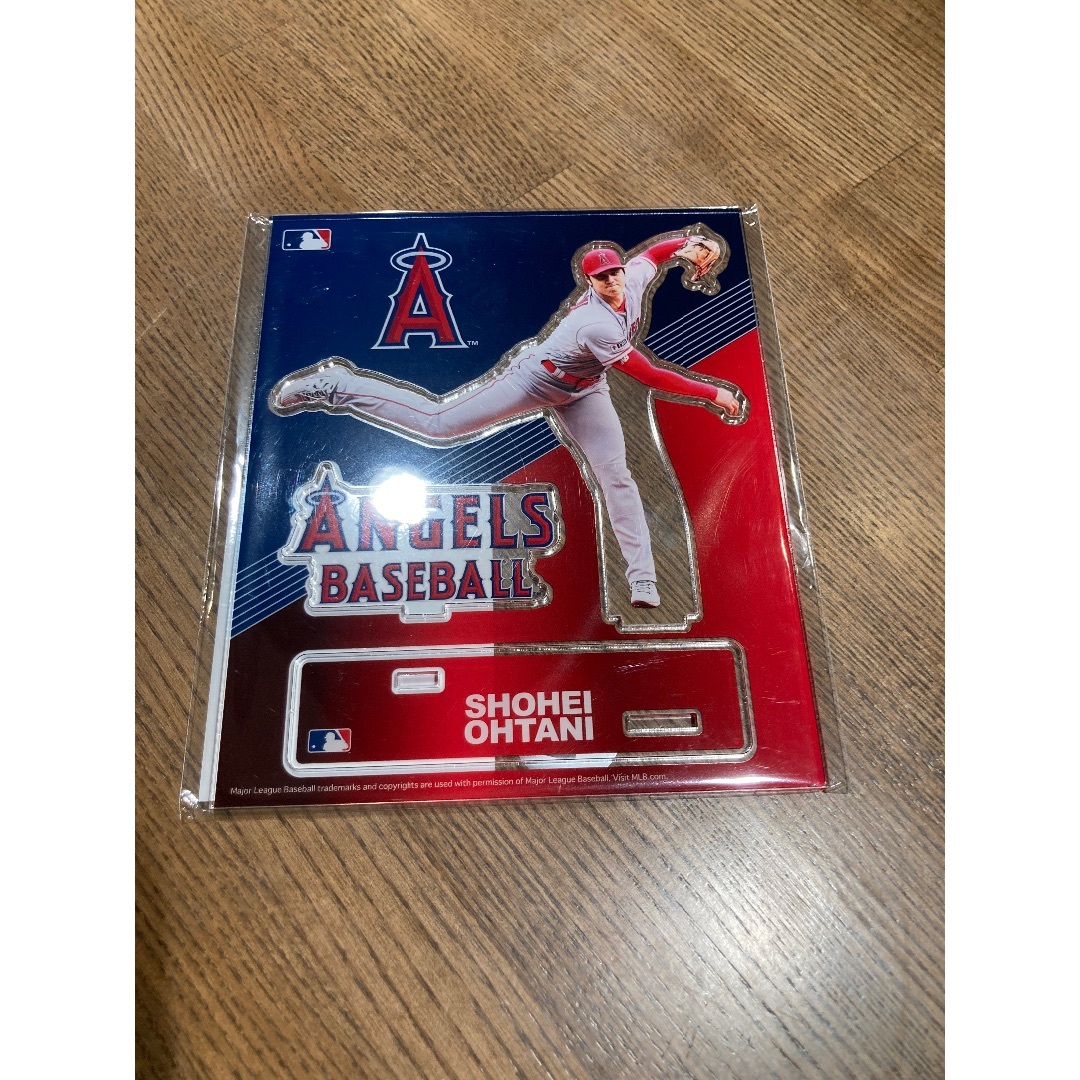 A
TM
ANGELS
BASEBALL
SHOHEI
OHTANI
Major League Baseball trademarks and copyrights are used with permission of Major League Baseball. Visit MLB.com.